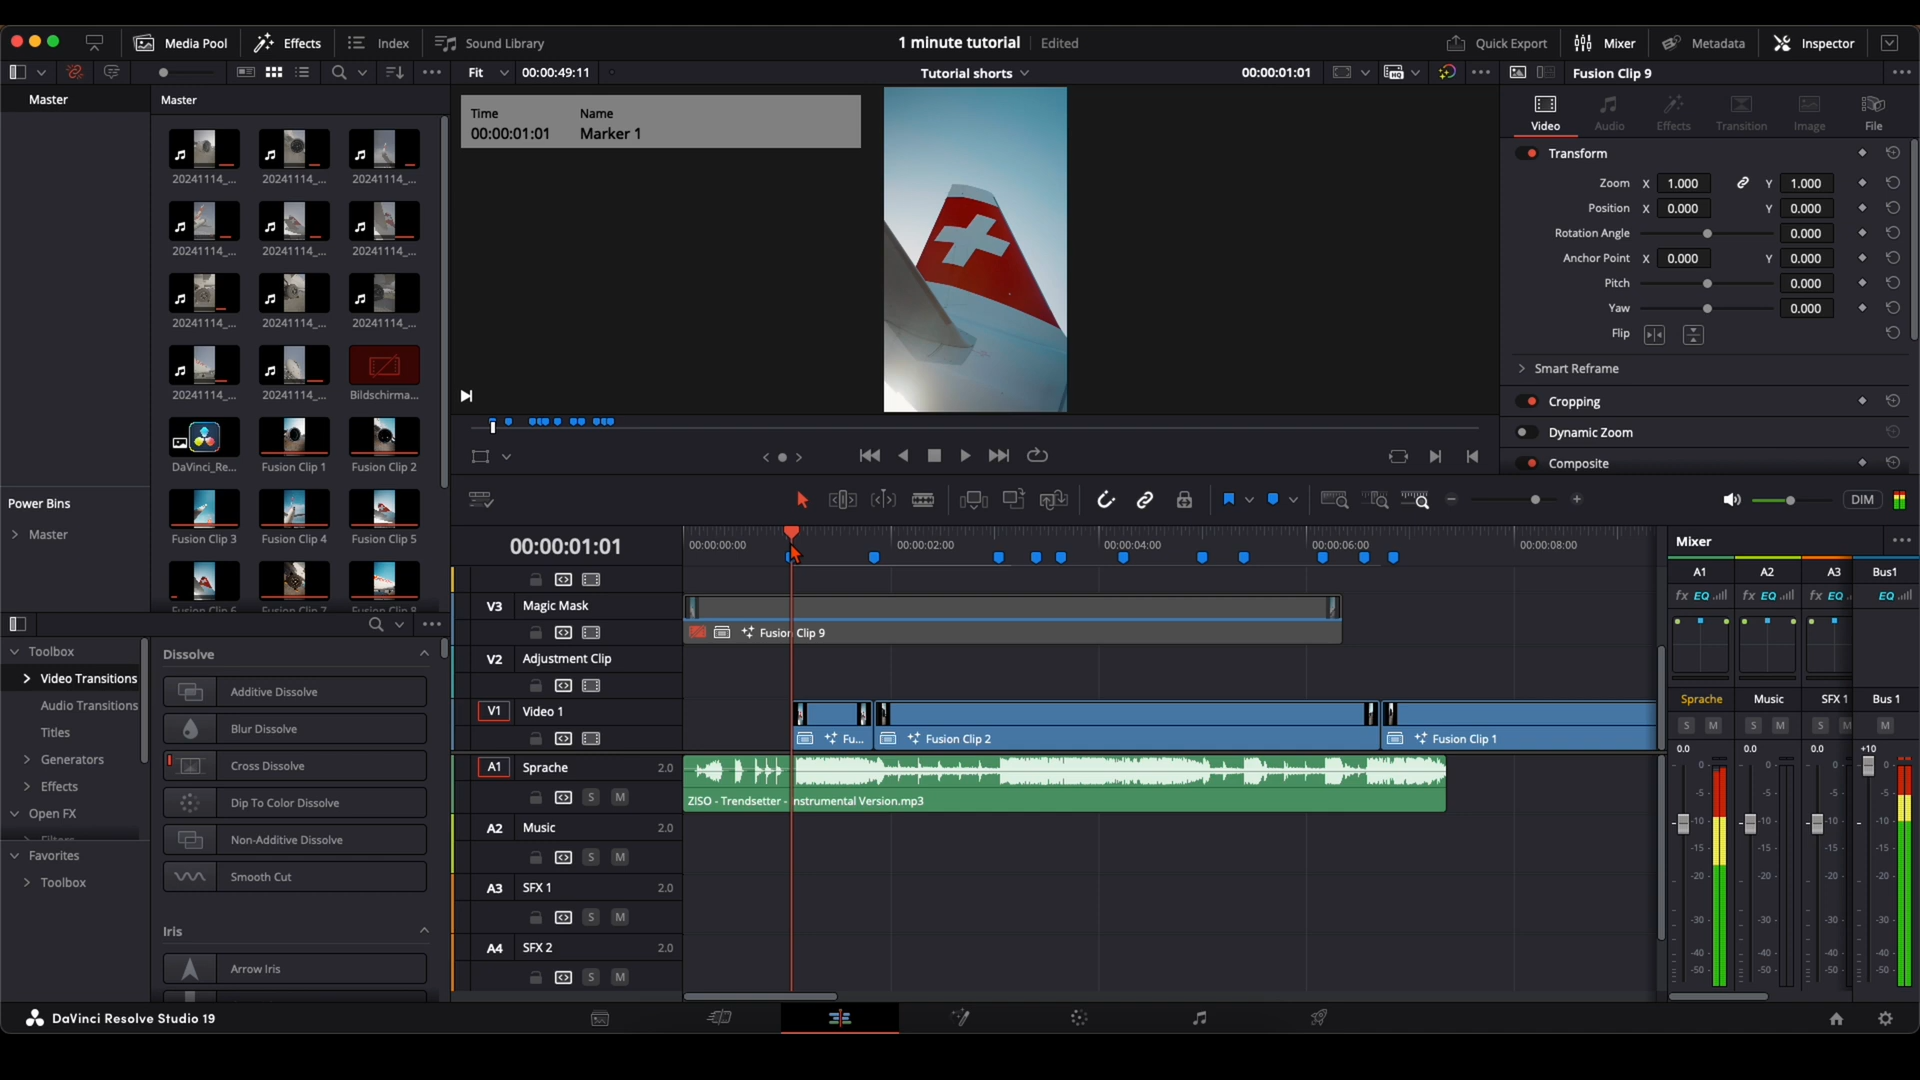 Media Pool
Effects
Index
Sound Library
1 minute tutorial
Edited
Quick Export
Mixer
Metadata
Inspector
Fit
00:00:49:11
Tutorial shorts
00:00:01:01
Fusion Clip 9
Master
Master
Time
Name
00:00:01:01
Marker 1
Video
Audio
Effects
Transition
Image
File
20241114_...
20241114_...
20241114_...
20241114_...
20241114_...
20241114_...
20241114_...
20241114_...
20241114_...
20241114_...
20241114_...
Bildschirma...
DaVinci_Re...
Fusion Clip 1
Fusion Clip 2
Fusion Clip 3
Fusion Clip 4
Fusion Clip 5
Fusion Clip 6
Fusion Clip 7
Fusion Clip 8
Transform
Zoom X 1.000 Y 1.000
Position X 0.000 Y 0.000
Rotation Angle 0.000
Anchor Point X 0.000 Y 0.000
Pitch 0.000
Yaw 0.000
Flip
Smart Reframe
Cropping
Dynamic Zoom
Composite
Power Bins
Master
DIM
00:00:01:01
00:00:00:00
00:00:02:00
00:00:04:00
00:00:06:00
00:00:08:00
V3 Magic Mask
Fusion Clip 9
V2 Adjustment Clip
V1 Video 1
Fu...
Fusion Clip 2
Fusion Clip 1
A1 Sprache 2.0
S M
ZISO - Trendsetter - Instrumental Version.mp3
A2 Music 2.0
S M
A3 SFX 1 2.0
S M
A4 SFX 2 2.0
S M
Toolbox
Video Transitions
Audio Transitions
Titles
Generators
Effects
Open FX
Filters
Favorites
Toolbox
Dissolve
Additive Dissolve
Blur Dissolve
Cross Dissolve
Dip To Color Dissolve
Non-Additive Dissolve
Smooth Cut
Iris
Arrow Iris
Mixer
A1 A2 A3 Bus1
fx EQ fx EQ fx EQ EQ
Sprache Music SFX 1 Bus 1
S M S M S M M
0.0 0.0 0.0 +10
0 0 0 0
-5 -5 -5 -5
-10 -10 -10 -10
-15 -15 -15 -15
-20 -20 -20 -20
-30 -30 -30 -30
-40 -40 -40 -40
-50 -50 -50 -50
DaVinci Resolve Studio 19